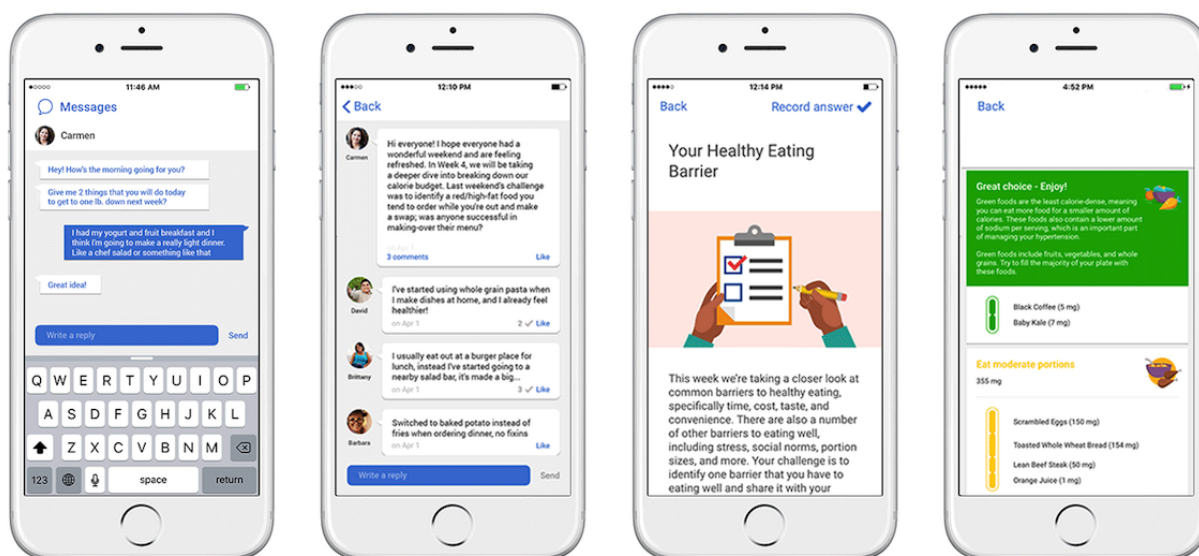 11:46 AM
Messages
Carmen
Hey! How's the morning going for you?
Give me 2 things that you will do today
to get to one lb. down next week?
I had my yogurt and fruit breakfast and I
think I'm going to make a really light dinner.
Like a chef salad or something like that
Great idea!
Write a reply
Send
Q W E R T Y U I O P
A S D F G H J K L
Z X C V B N M
123
space
return
12:10 PM
Back
Carmen
Hi everyone! I hope everyone had a
wonderful weekend and are feeling
refreshed. In Week 4, we will be taking
a deeper dive into breaking down our
calorie budget. Last weekend's challenge
was to identify a red/high-fat food you
tend to order while you're out and make
a swap; was anyone successful in
making-over their menu?
on Apr 1
3 comments
Like
David
I've started using whole grain pasta when
I make dishes at home, and I already feel
healthier!
on Apr 1
2
Like
Brittany
I usually eat out at a burger place for
lunch, instead I've started going to a
nearby salad bar, it's made a big...
on Apr 1
3
Like
Barbara
Switched to baked potato instead of
fries when ordering dinner, no fixins
on Apr 1
Like
Write a reply
Send
12:14 PM
Back
Record answer
Your Healthy Eating
Barrier
This week we're taking a closer look at
common barriers to healthy eating,
specifically time, cost, taste, and
convenience. There are also a number
of other barriers to eating well,
including stress, social norms, portion
sizes, and more. Your challenge is to
identify one barrier that you have to
eating well and share it with your
4:52 PM
Back
Great choice - Enjoy!
Green foods are the least calorie-dense, meaning
you can eat more food for a smaller amount of
calories. These foods also contain a lower amount
of sodium per serving, which is an important part
of managing your hypertension.
Green foods include fruits, vegetables, and whole
grains. Try to fill the majority of your plate with
these foods.
Black Coffee (5 mg)
Baby Kale (7 mg)
Eat moderate portions
355 mg
Scrambled Eggs (150 mg)
Toasted Whole Wheat Bread (154 mg)
Lean Beef Steak (50 mg)
Orange Juice (1 mg)